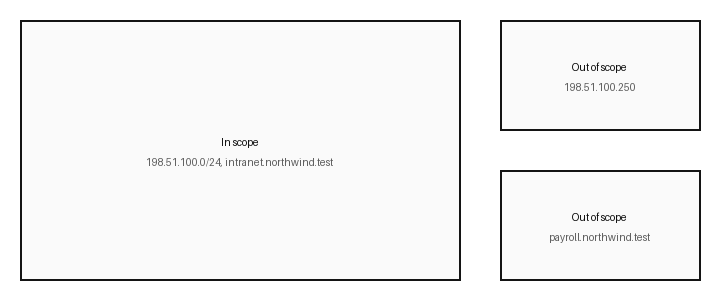 In scope
198.51.100.0/24, intranet.northwind.test
Out of scope
198.51.100.250
Out of scope
payroll.northwind.test